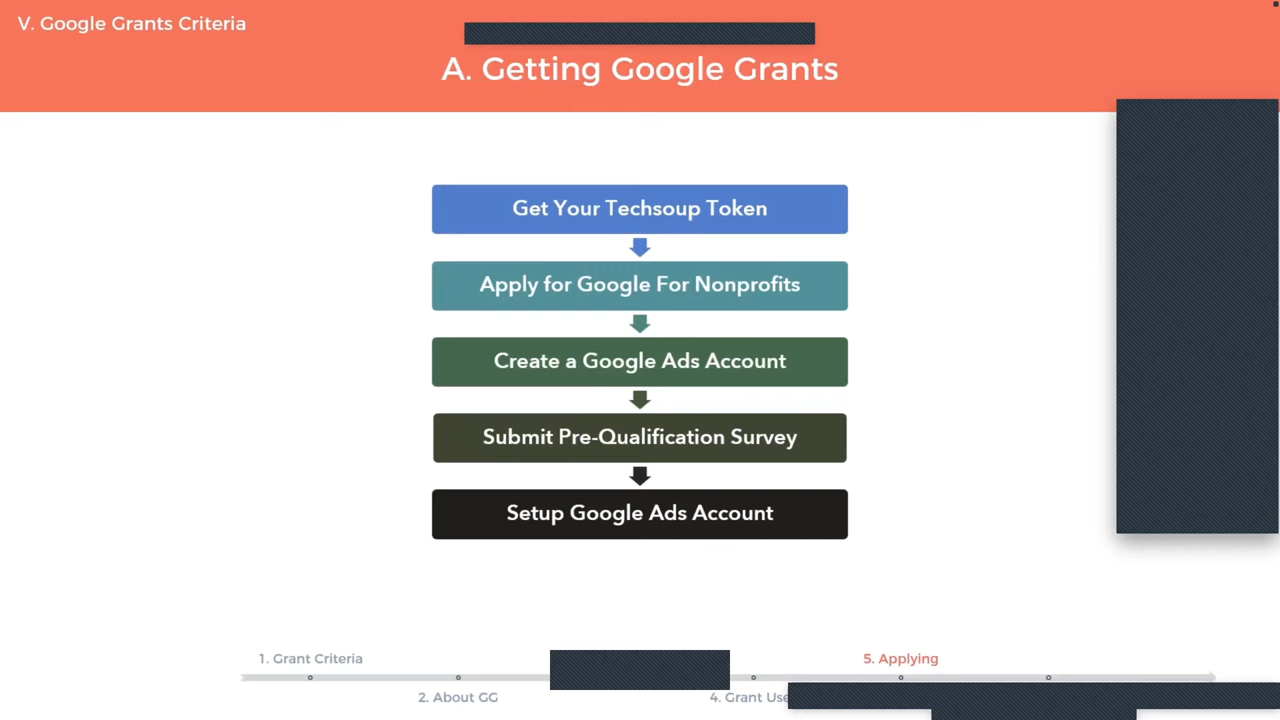 V. Google Grants Criteria
A. Getting Google Grants
Get Your Techsoup Token
Apply for Google For Nonprofits
Create a Google Ads Account
Submit Pre-Qualification Survey
Setup Google Ads Account
1. Grant Criteria
5. Applying
2. About GG
4. Grant Use